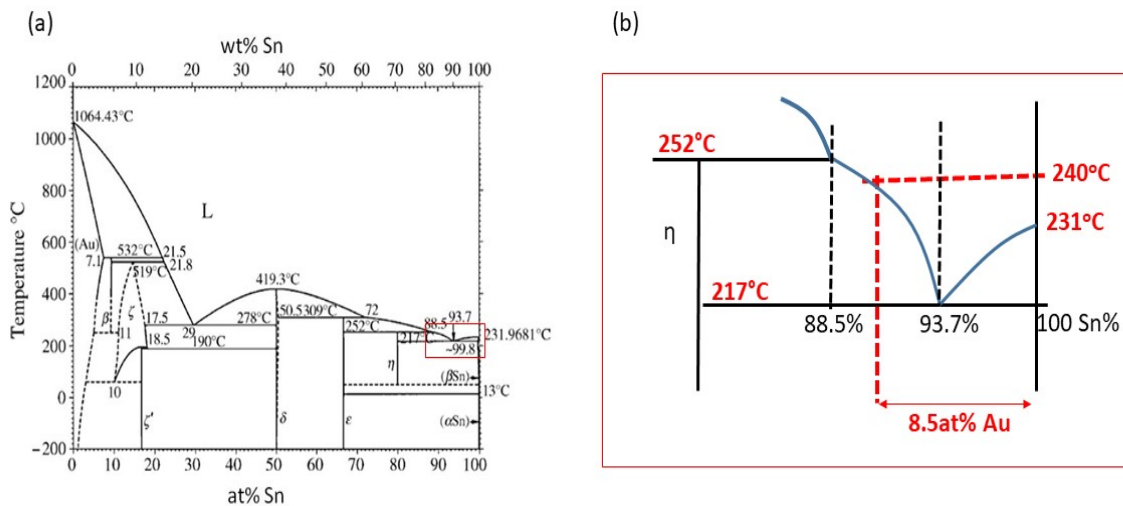 (a)
wt% Sn
0 10 20 30 40 50 60 70 80 90 100
1200
1000
800
600
400
200
0
-200
Temperature °C
1064.43°C
L
(Au)
7.1
532°C
21.5
519°C
21.8
β
ζ
11
17.5
18.5
10
29
190°C
278°C
419.3°C
50.5
309°C
72
252°C
88.5
93.7
217°C
231.9681°C
~99.8
η
(βSn)
13°C
(αSn)
ζ'
δ
ε
0 10 20 30 40 50 60 70 80 90 100
at% Sn
(b)
252°C
240°C
231°C
η
217°C
88.5%
93.7%
100 Sn%
8.5at% Au